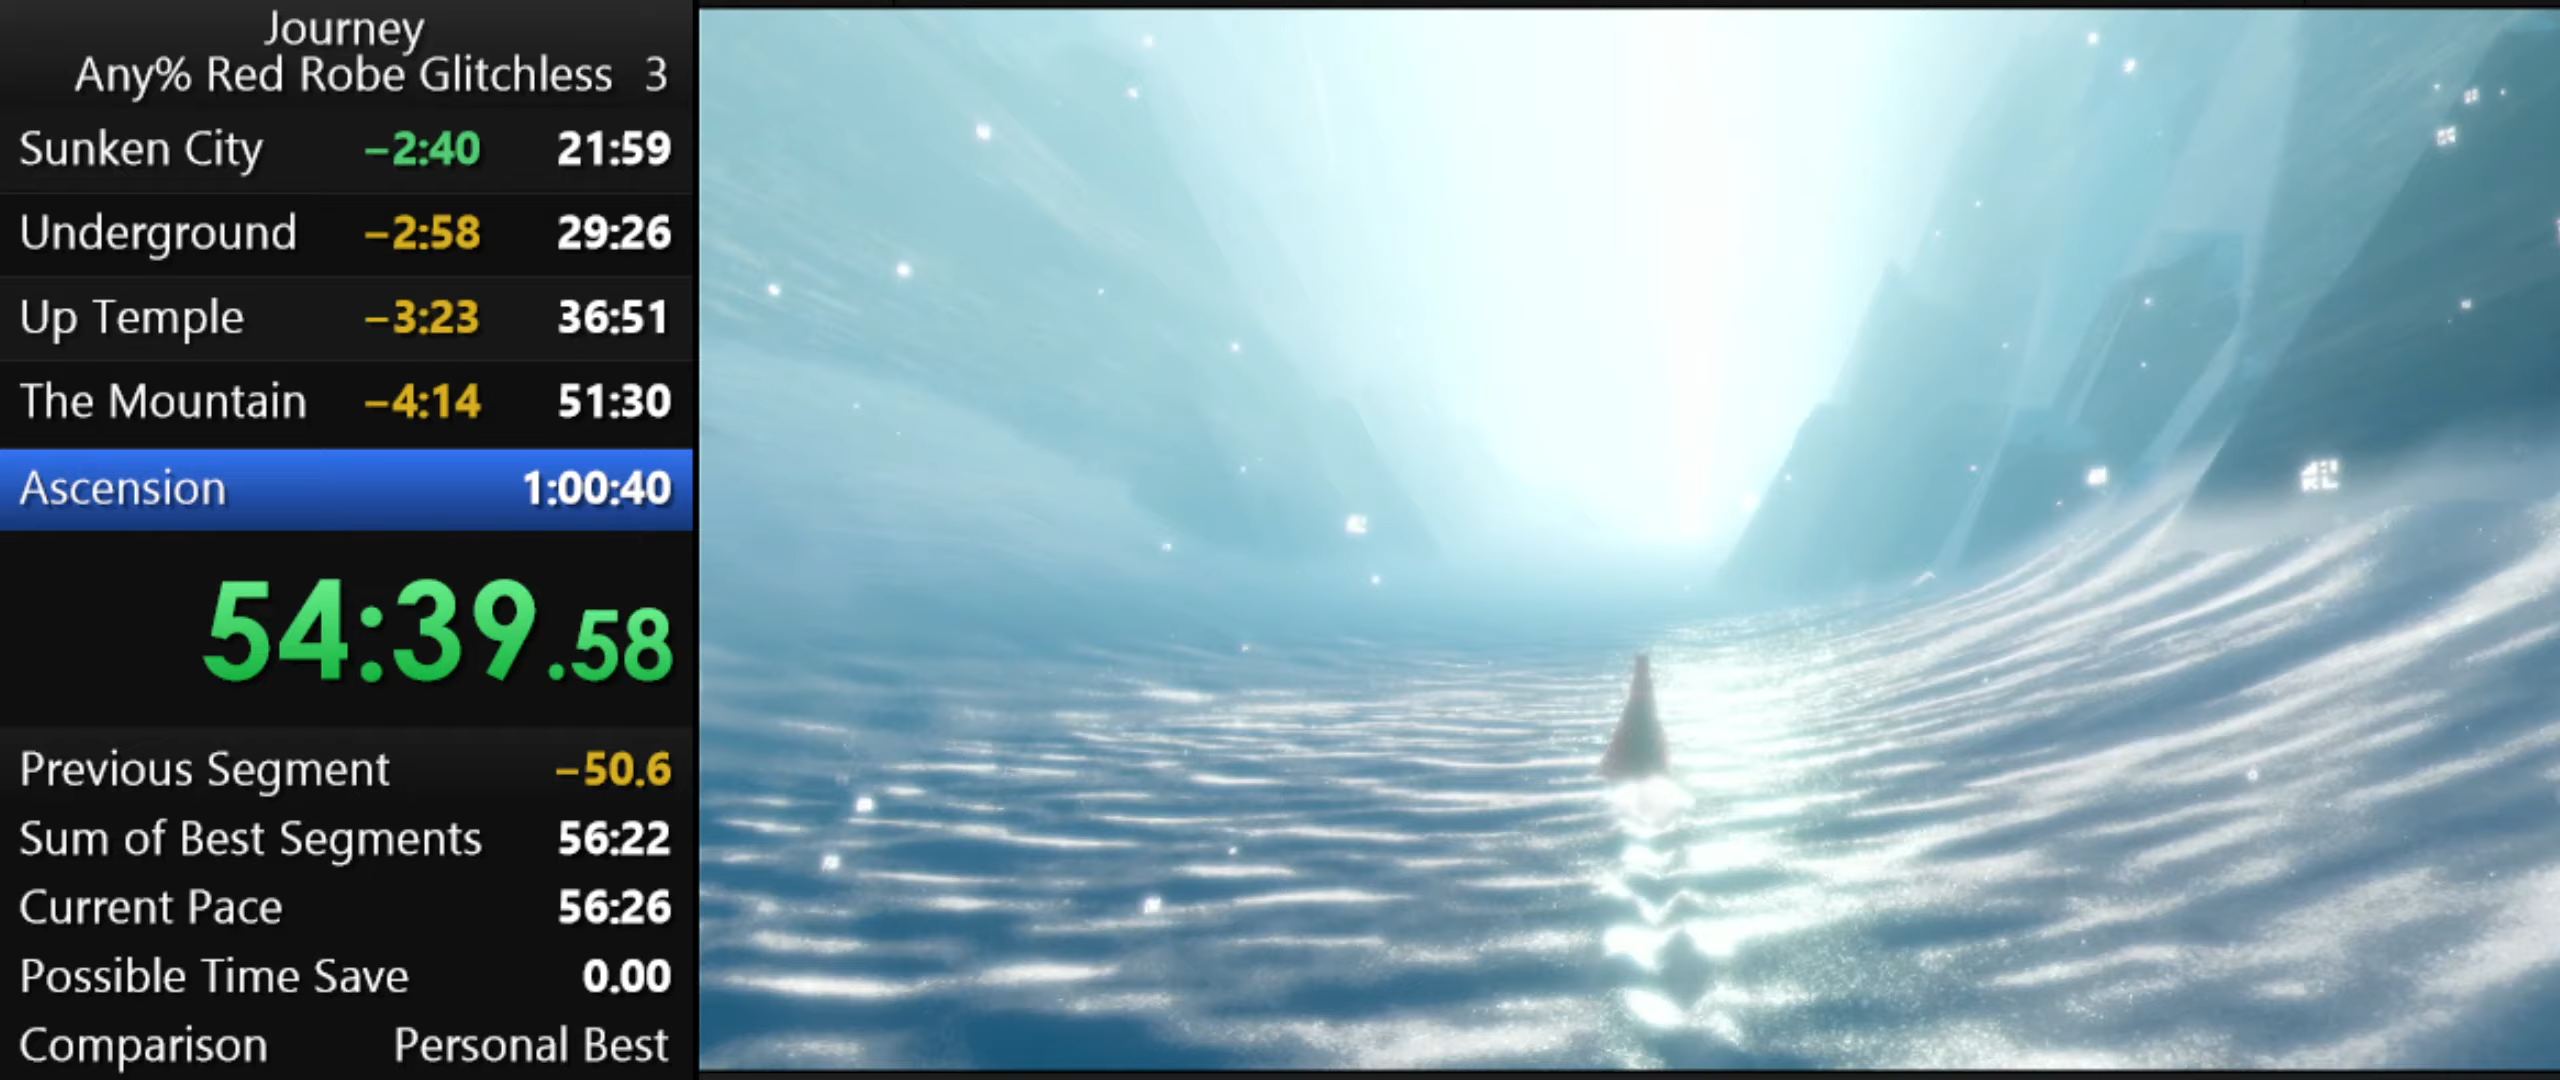 Journey
Any% Red Robe Glitchless 3
Sunken City −2:40 21:59
Underground −2:58 29:26
Up Temple −3:23 36:51
The Mountain −4:14 51:30
Ascension 1:00:40
54:39.58
Previous Segment −50.6
Sum of Best Segments 56:22
Current Pace 56:26
Possible Time Save 0.00
Comparison Personal Best